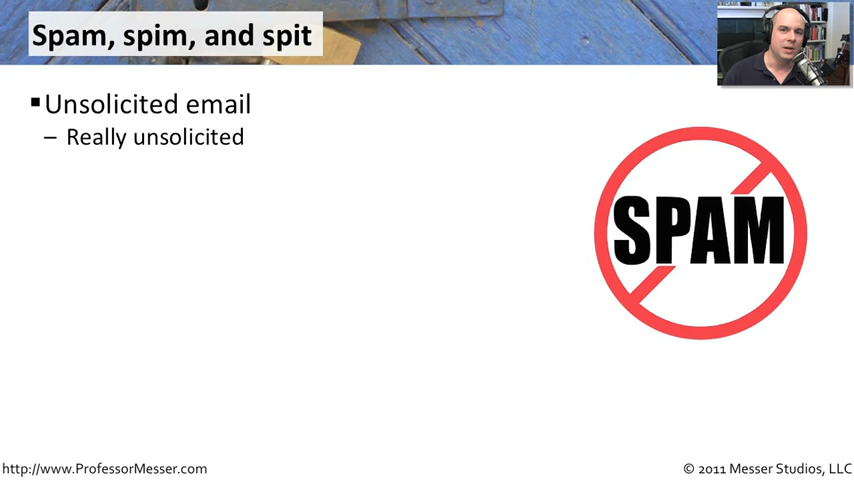 Spam, spim, and spit
▪Unsolicited email
– Really unsolicited
SPAM
http://www.ProfessorMesser.com
© 2011 Messer Studios, LLC